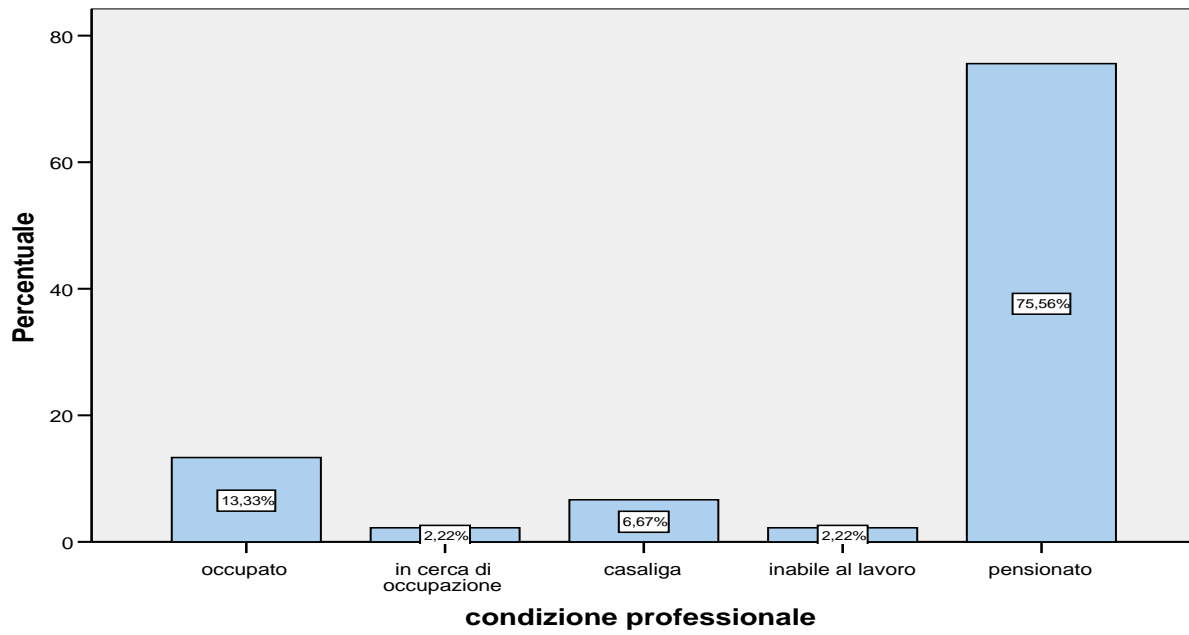 80
60
40
20
0
Percentuale
13,33%
2,22%
6,67%
2,22%
75,56%
occupato
in cerca di
occupazione
casaliga
inabile al lavoro
pensionato
condizione professionale